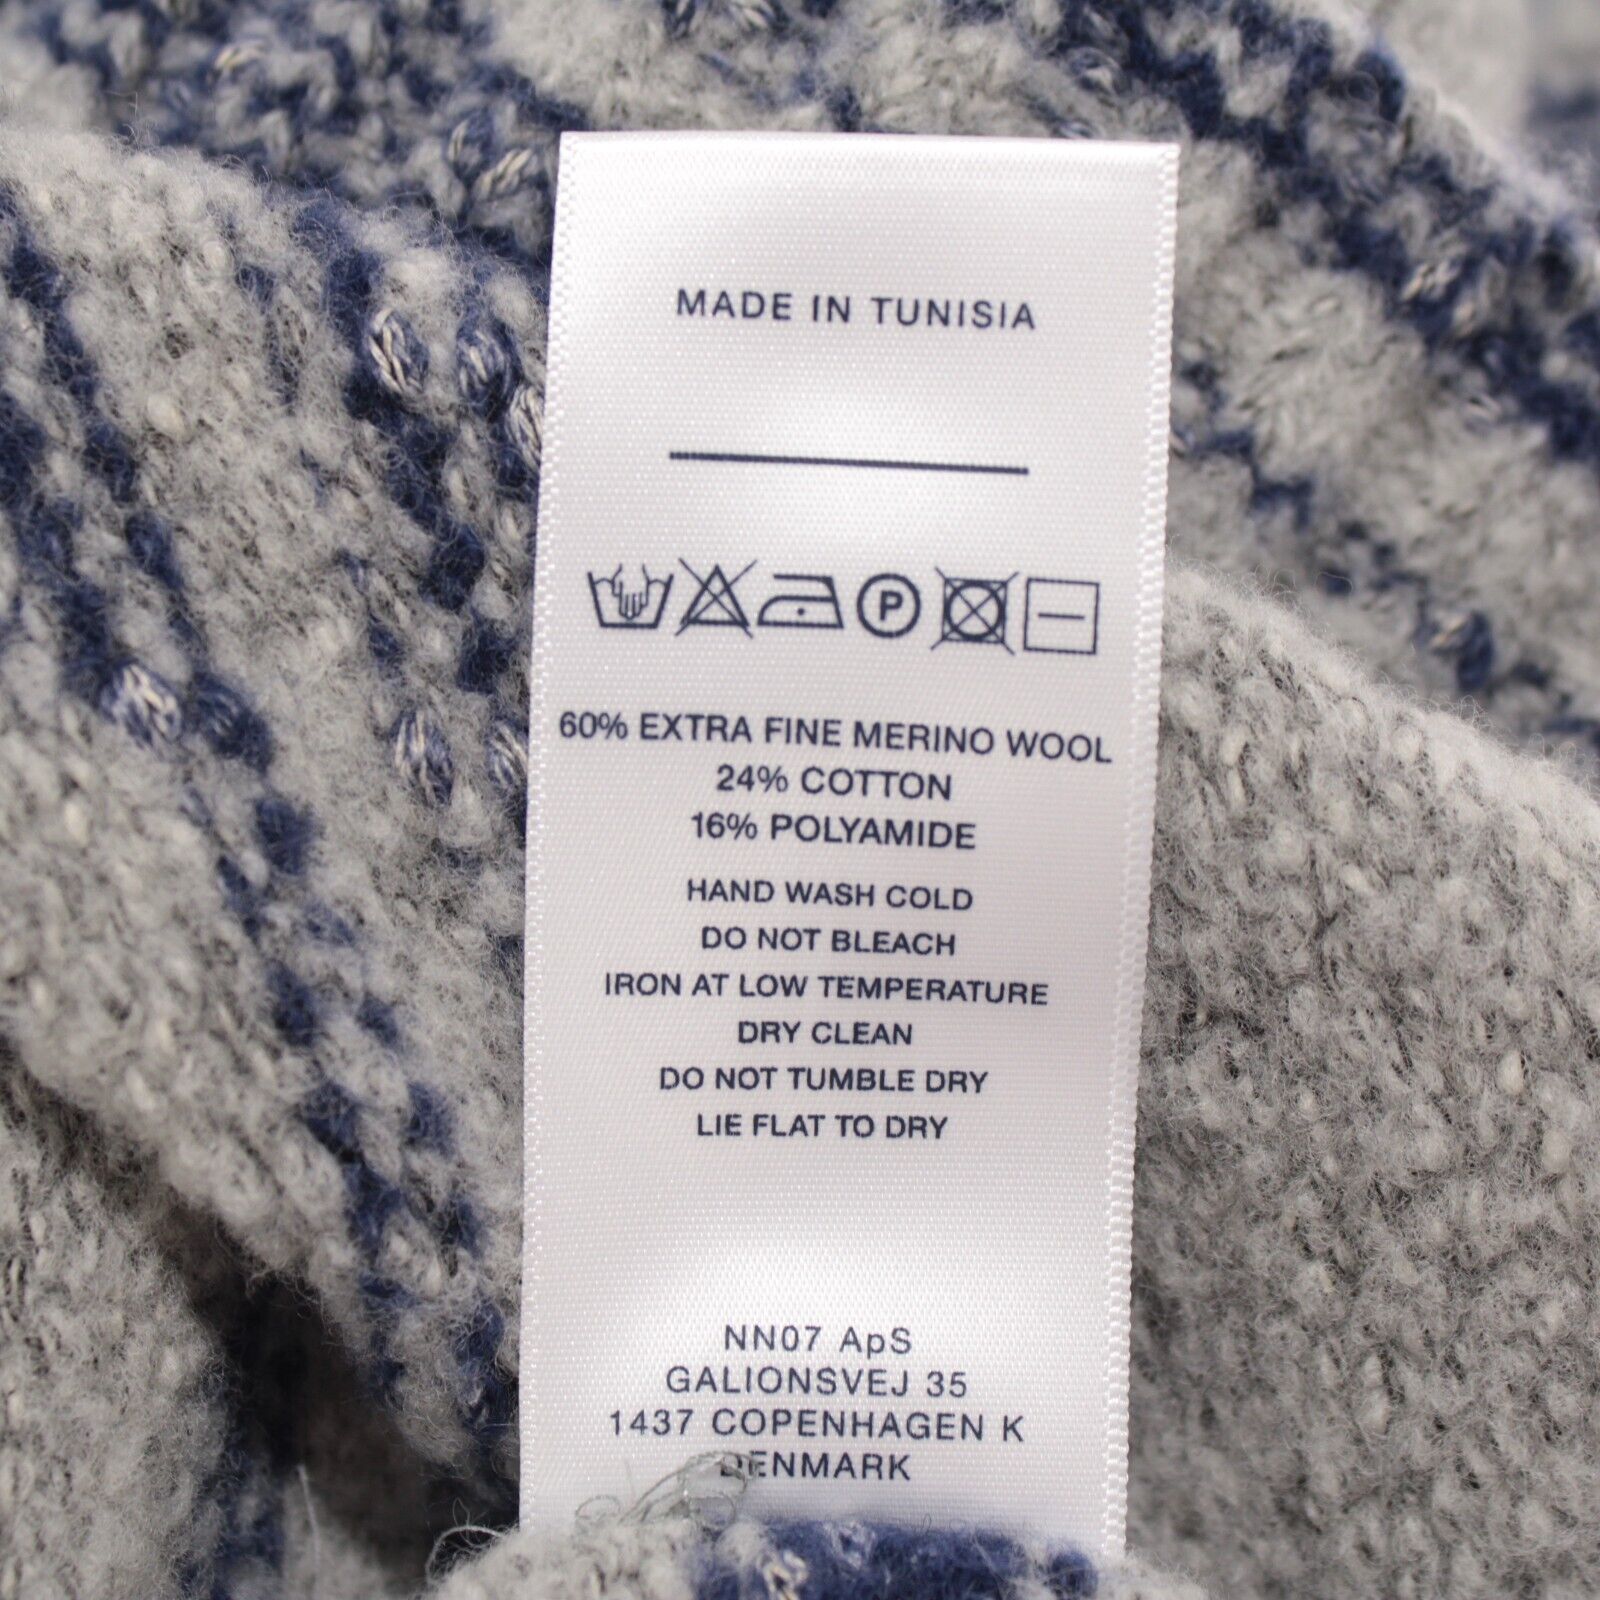 MADE IN TUNISIA
P
60% EXTRA FINE MERINO WOOL
24% COTTON
16% POLYAMIDE
HAND WASH COLD
DO NOT BLEACH
IRON AT LOW TEMPERATURE
DRY CLEAN
DO NOT TUMBLE DRY
LIE FLAT TO DRY
NN07 ApS
GALIONSVEJ 35
1437 COPENHAGEN K
DENMARK